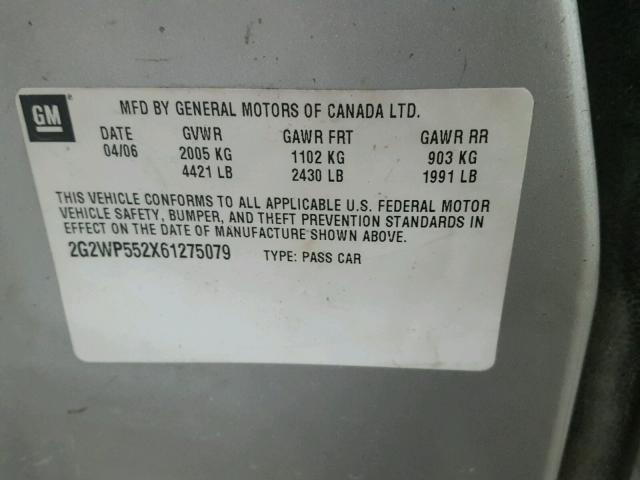 GM
MFD BY GENERAL MOTORS OF CANADA LTD.
DATE GVWR GAWR FRT GAWR RR
04/06 2005 KG 1102 KG 903 KG
4421 LB 2430 LB 1991 LB
THIS VEHICLE CONFORMS TO ALL APPLICABLE U.S. FEDERAL MOTOR
VEHICLE SAFETY, BUMPER, AND THEFT PREVENTION STANDARDS IN
EFFECT ON THE DATE OF MANUFACTURE SHOWN ABOVE.
2G2WP552X61275079 TYPE: PASS CAR